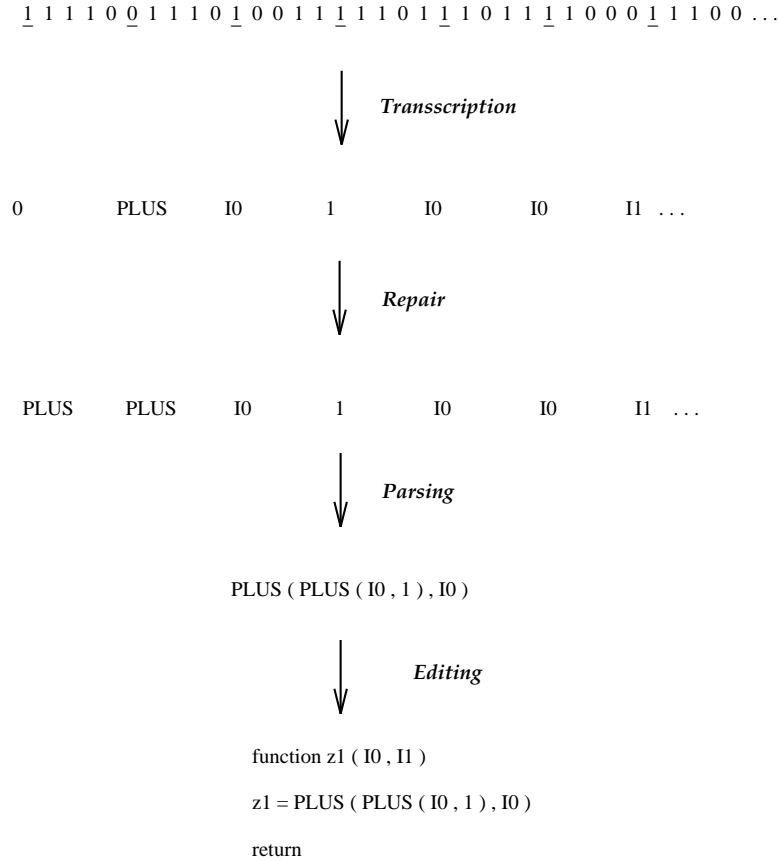 1 1 1 1 0 0 1 1 1 0 1 0 0 1 1 1 1 1 0 1 1 0 1 1 1 1 1 0 0 0 1 1 1 0 0 ...
Transscription
0 PLUS I0 1 I0 I0 I1 ...
Repair
PLUS PLUS I0 1 I0 I0 I1 ...
Parsing
PLUS ( PLUS ( I0 , 1 ) , I0 )
Editing
function z1 ( I0 , I1 )
z1 = PLUS ( PLUS ( I0 , 1 ) , I0 )
return